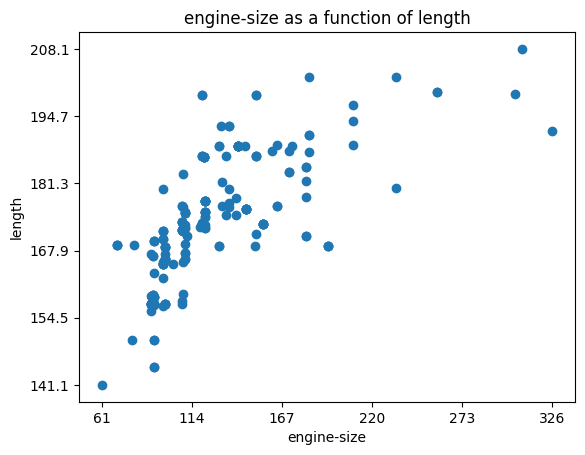 engine-size as a function of length
208.1
194.7
181.3
167.9
154.5
141.1
length
61 114 167 220 273 326
engine-size